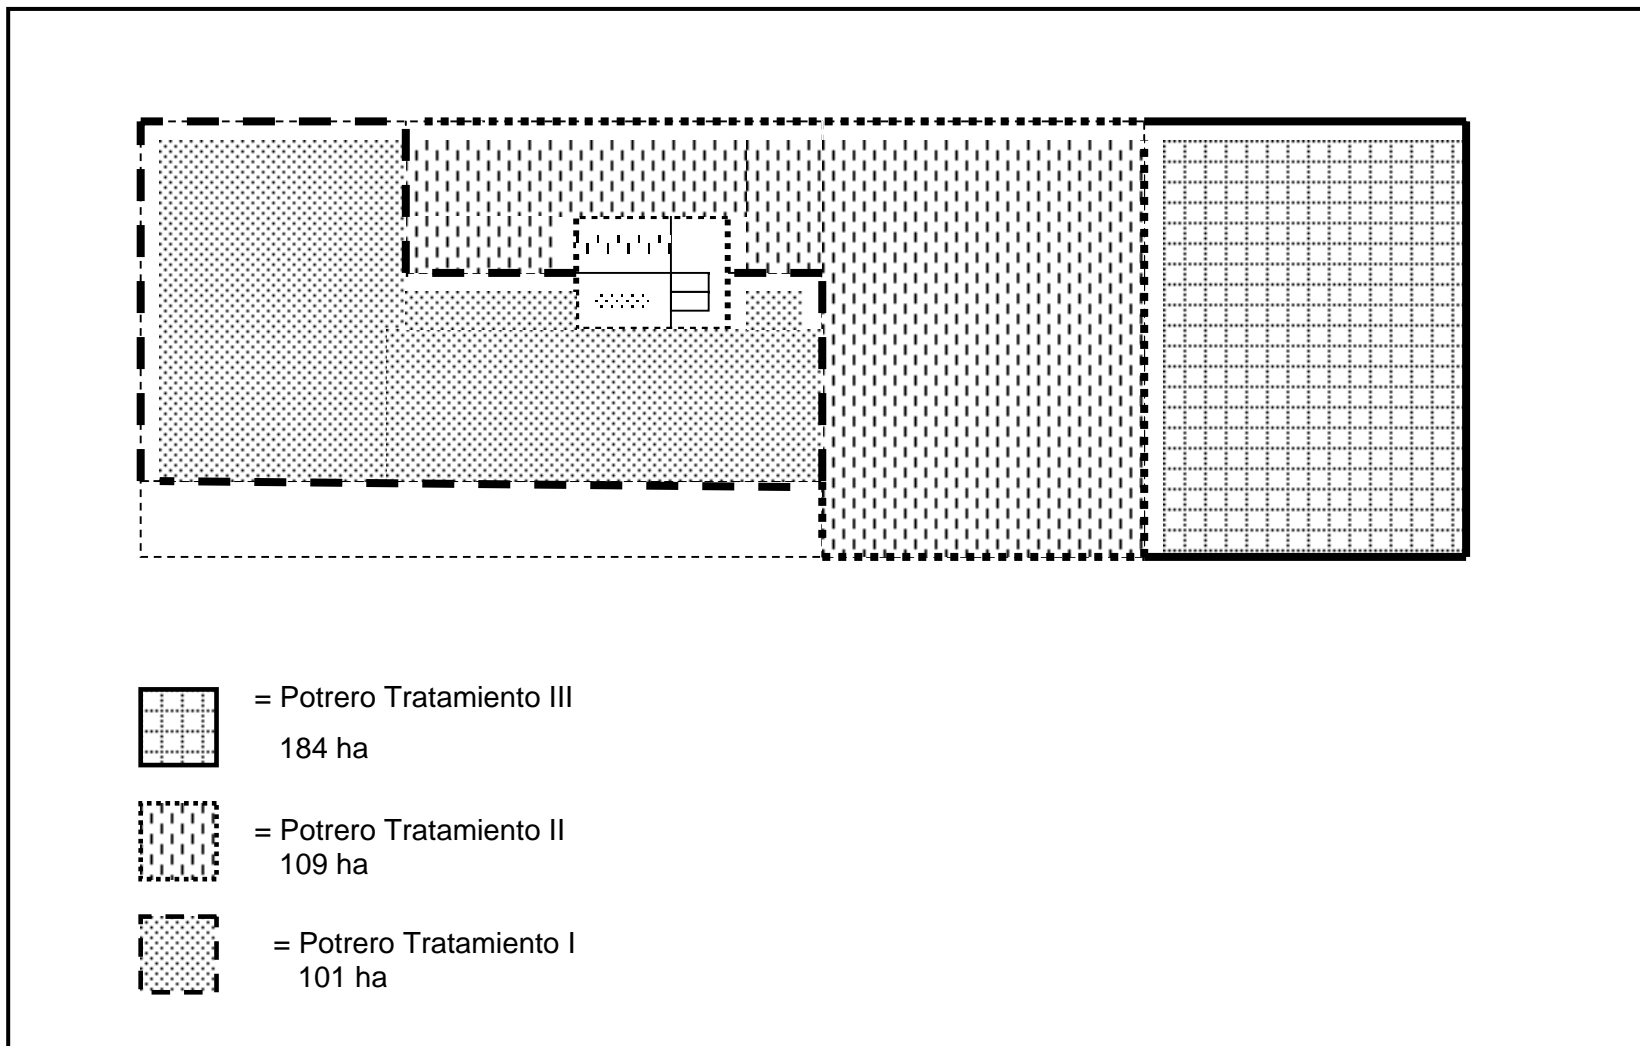 = Potrero Tratamiento III
184 ha
= Potrero Tratamiento II
109 ha
= Potrero Tratamiento I
101 ha